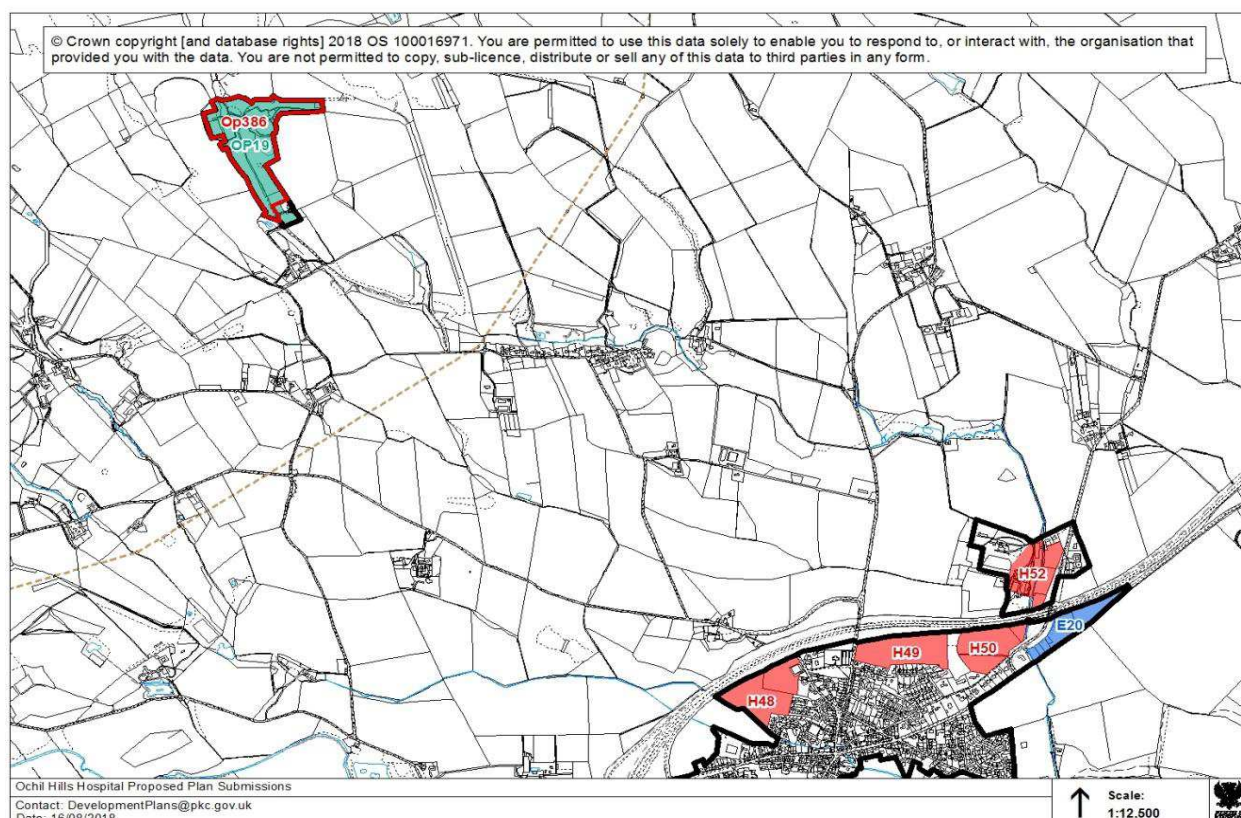 © Crown copyright [and database rights] 2018 OS 100016971. You are permitted to use this data solely to enable you to respond to, or interact with, the organisation that
provided you with the data. You are not permitted to copy, sub-licence, distribute or sell any of this data to third parties in any form.
Op386
OP19
H52
E20
H50
H49
H48
Ochil Hills Hospital Proposed Plan Submissions
Contact: DevelopmentPlans@pkc.gov.uk
Date: 16/08/2018
Scale:
1:12,500